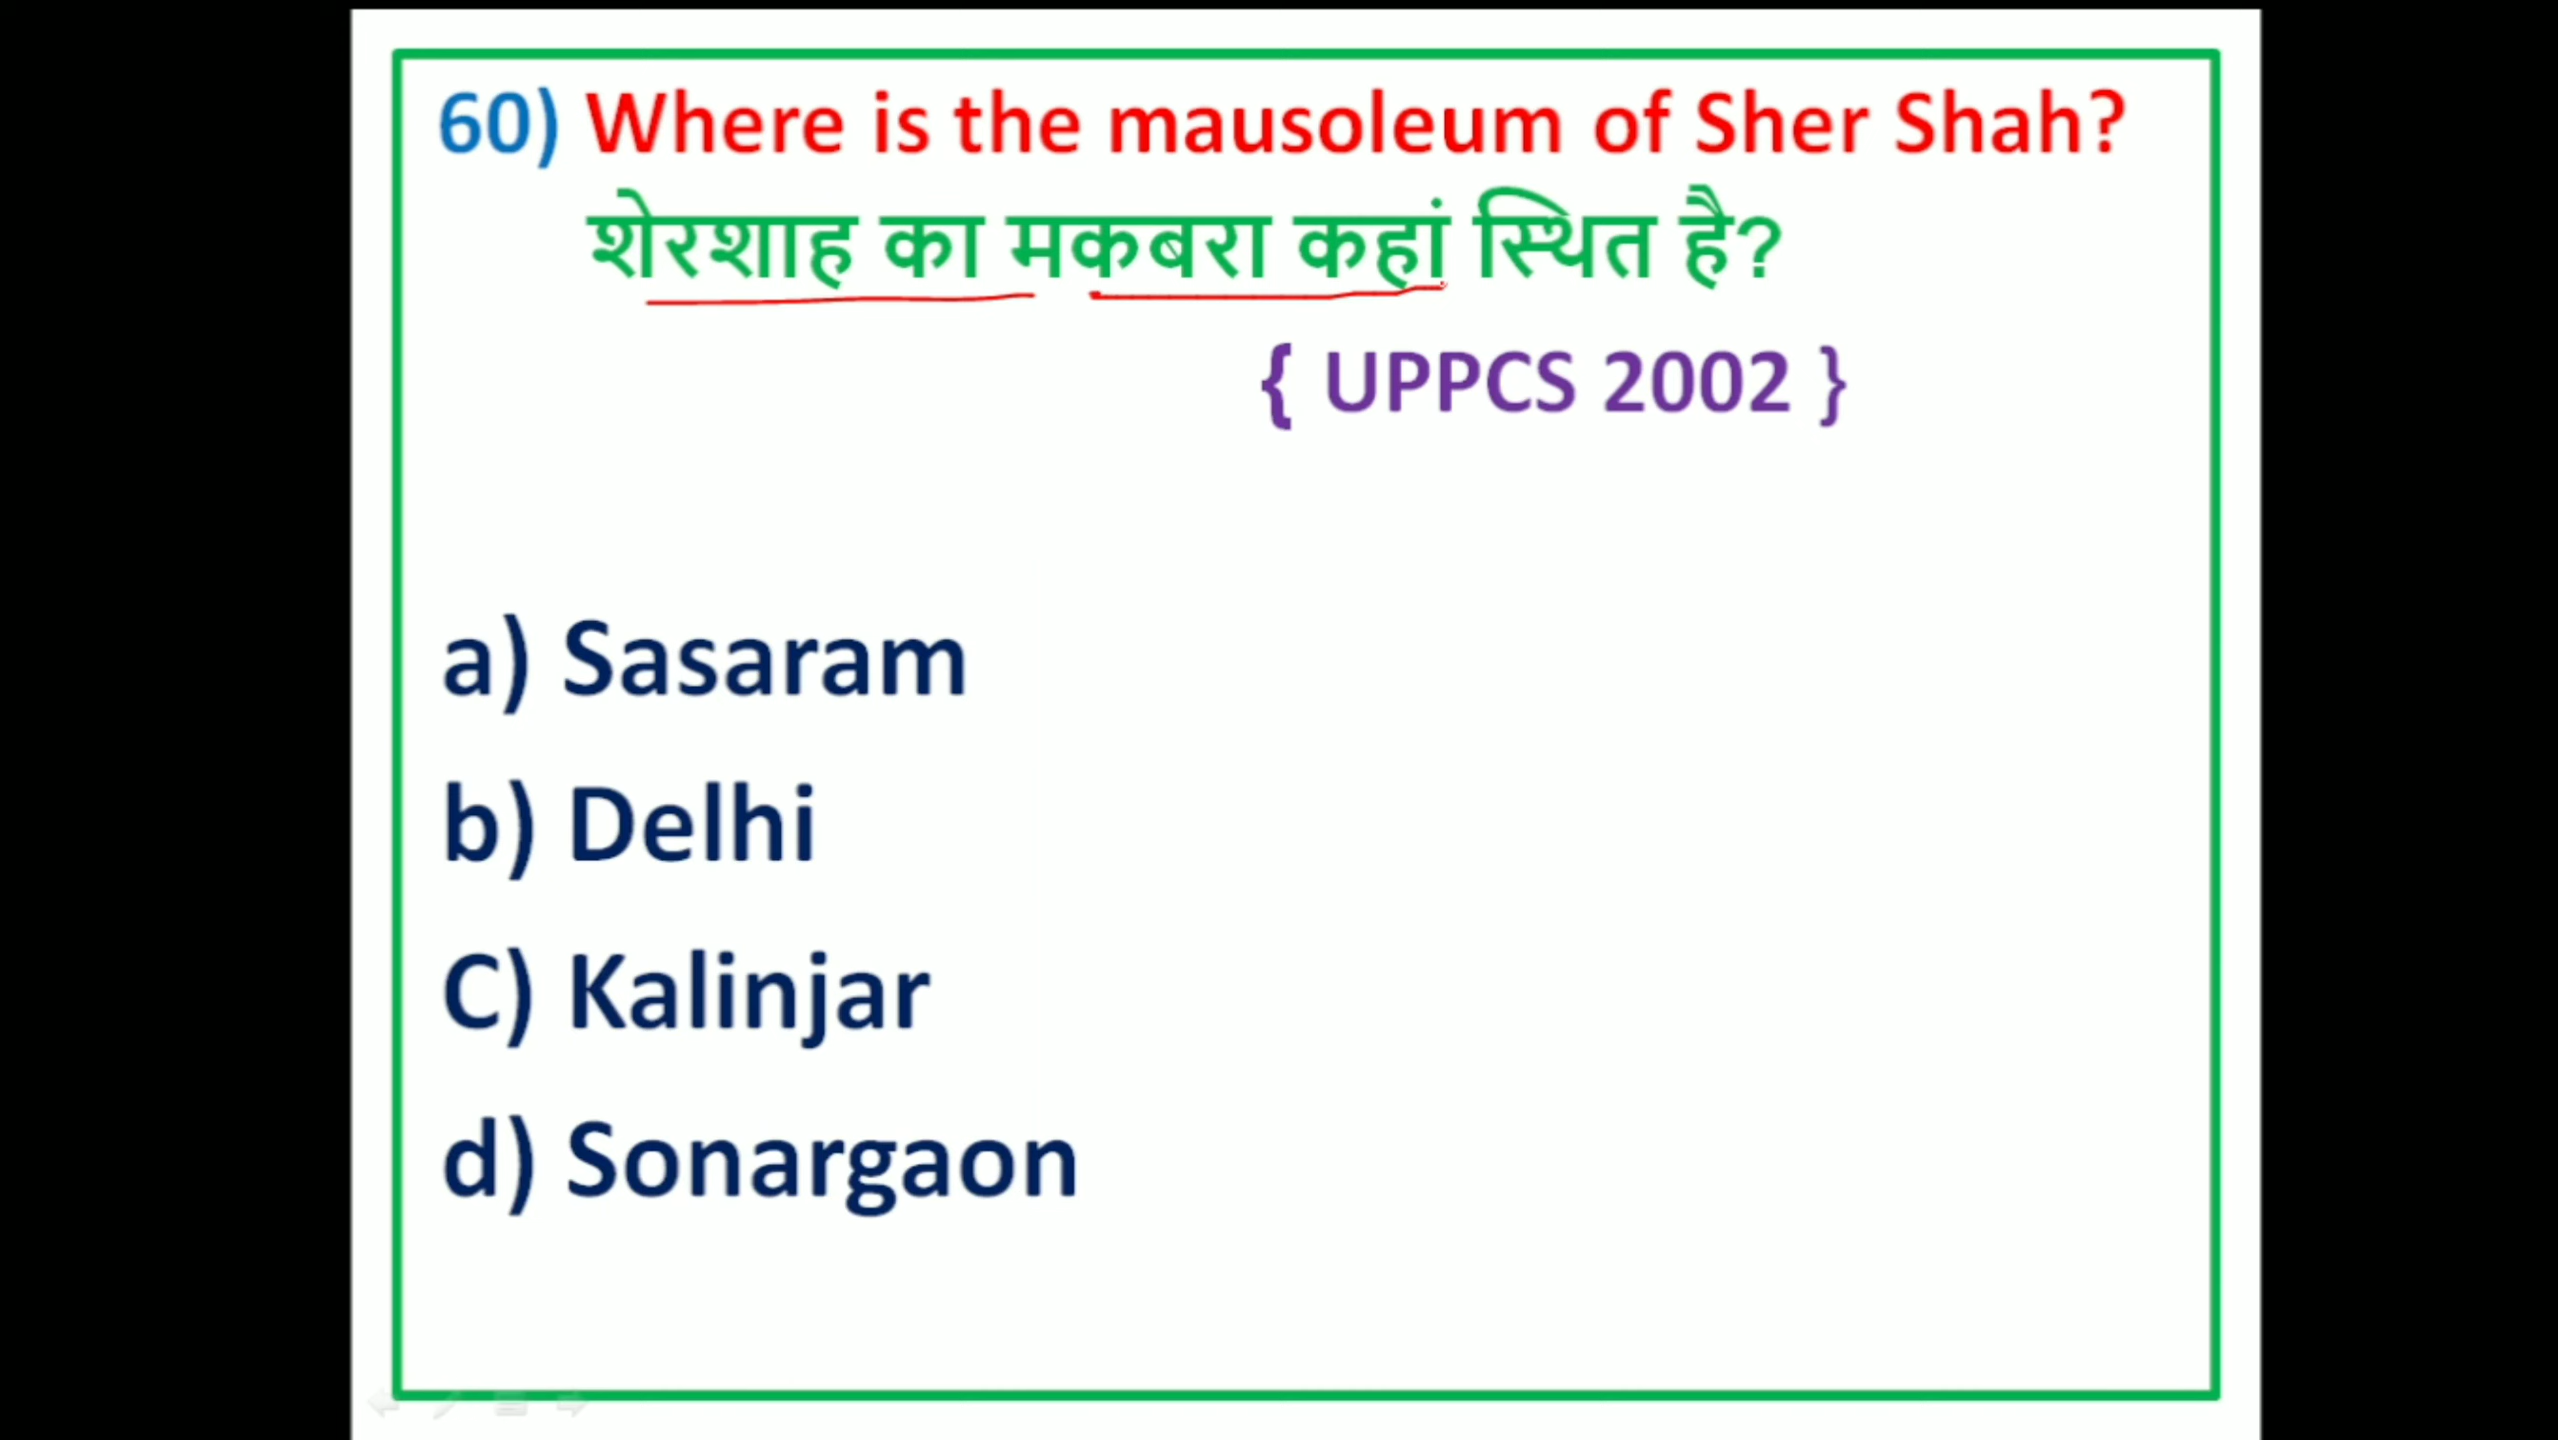 60) Where is the mausoleum of Sher Shah?
शेरशाह का मकबरा कहां स्थित है?
{ UPPCS 2002 }
a) Sasaram
b) Delhi
C) Kalinjar
d) Sonargaon